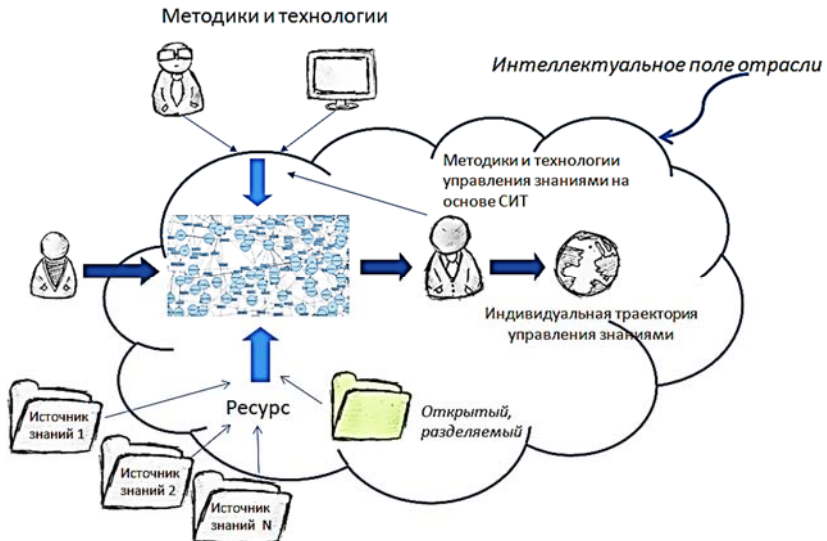 Методики и технологии
Интеллектуальное поле отрасли
Методики и технологии
управления знаниями на
основе СИТ
Индивидуальная траектория
управления знаниями
Ресурс
Открытый,
разделяемый
Источник
знаний 1
Источник
знаний 2
Источник
знаний N